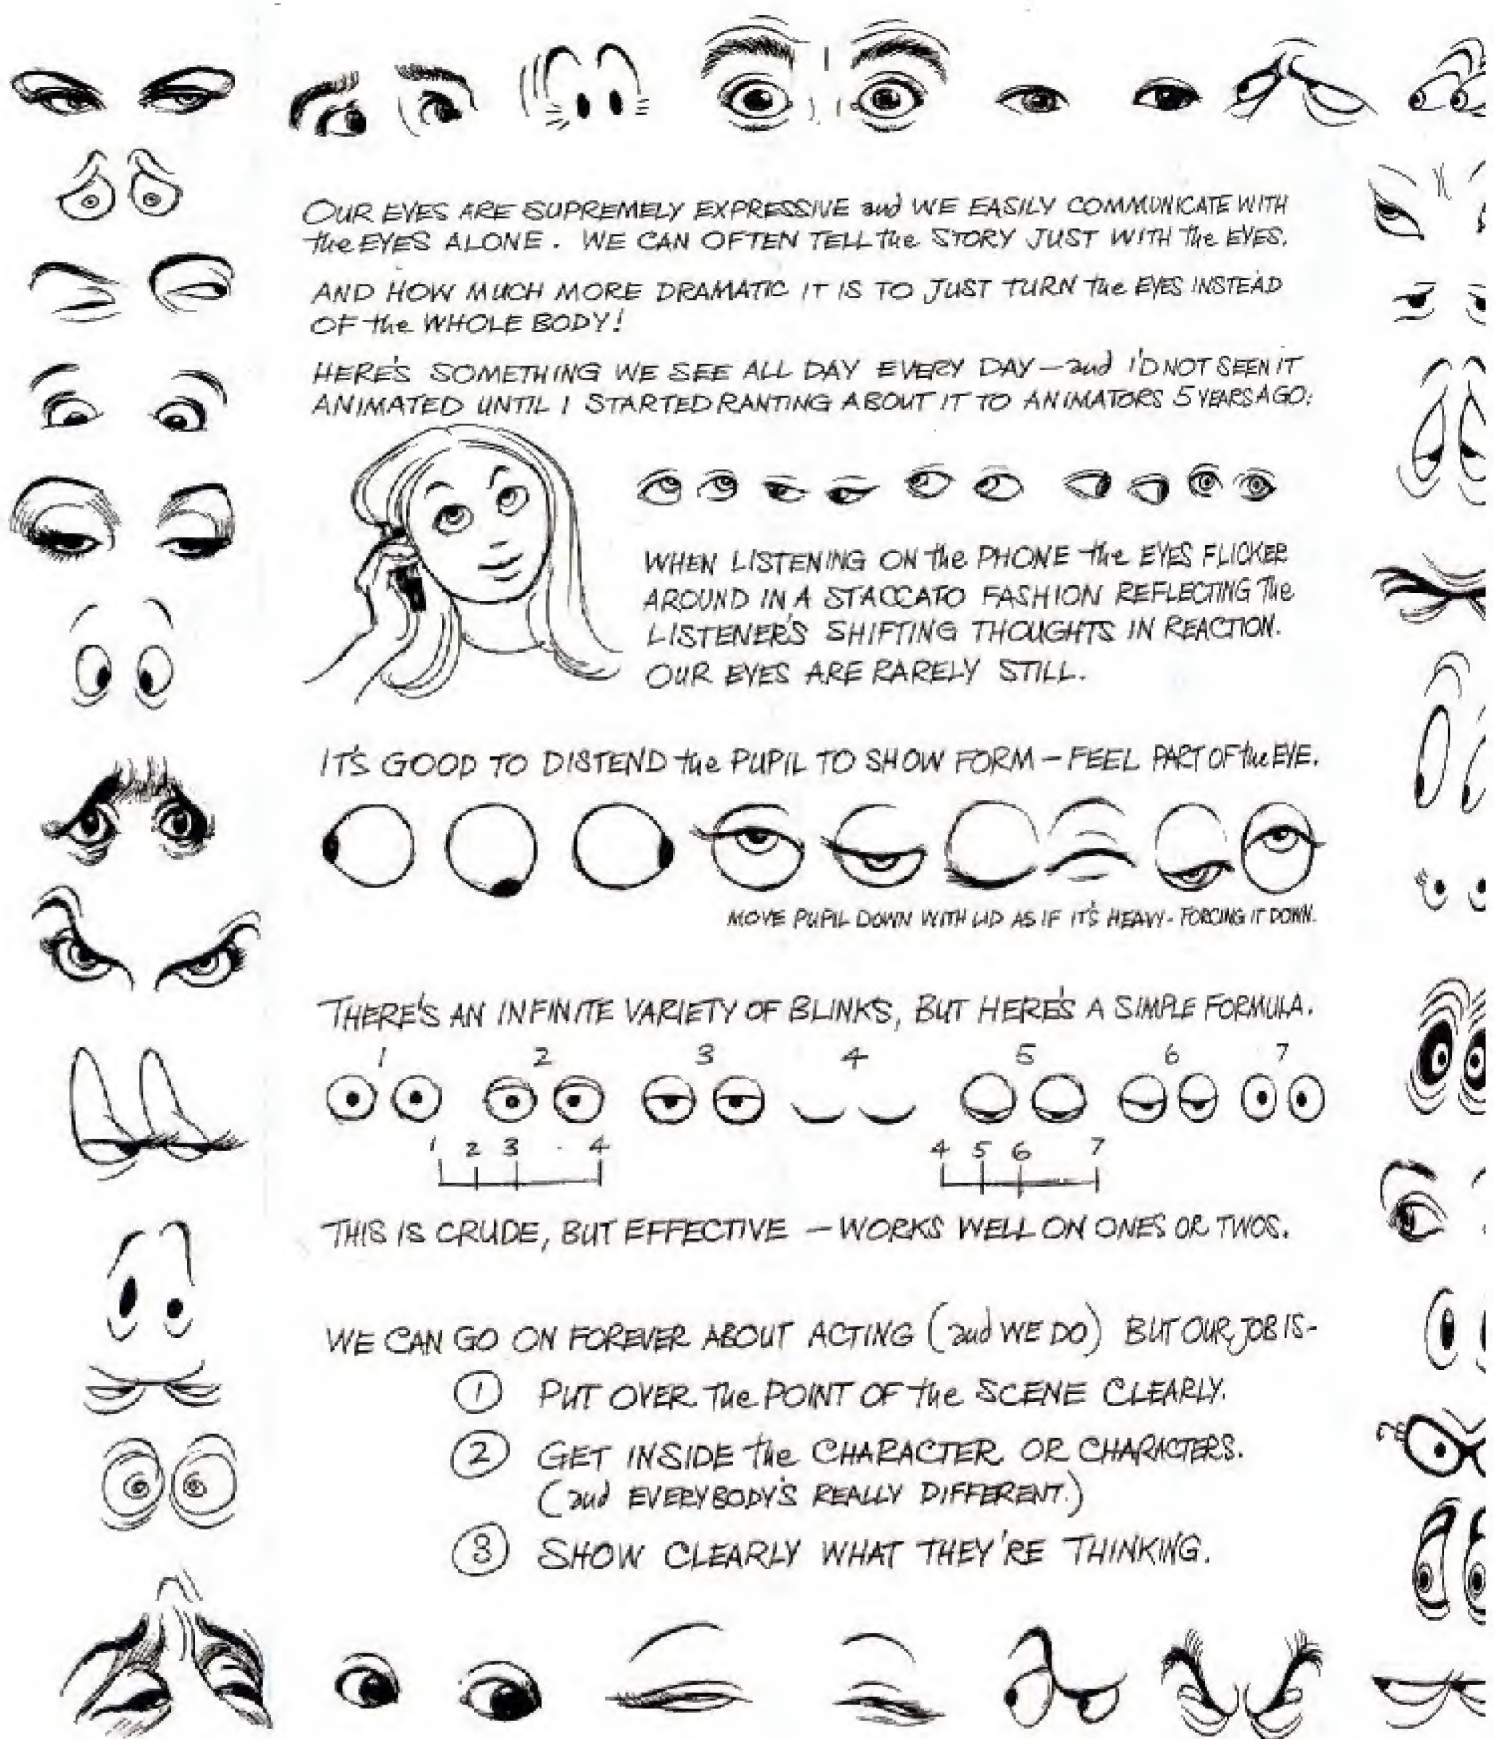 OUR EYES ARE SUPREMELY EXPRESSIVE and WE EASILY COMMUNICATE WITH
the EYES ALONE. WE CAN OFTEN TELL the STORY JUST WITH the EYES.
AND HOW MUCH MORE DRAMATIC IT IS TO JUST TURN the EYES INSTEAD
OF the WHOLE BODY!
HERE'S SOMETHING WE SEE ALL DAY EVERY DAY – and I'D NOT SEEN IT
ANIMATED UNTIL I STARTED RANTING ABOUT IT TO ANIMATORS 5 YEARS AGO:
WHEN LISTENING ON the PHONE the EYES FLICKER
AROUND IN A STACCATO FASHION REFLECTING The
LISTENER'S SHIFTING THOUGHTS IN REACTION.
OUR EYES ARE RARELY STILL.
IT'S GOOD TO DISTEND the PUPIL TO SHOW FORM – FEEL PART OF the EYE.
MOVE PUPIL DOWN WITH LID AS IF IT'S HEAVY - FORCING IT DOWN.
THERE'S AN INFINITE VARIETY OF BLINKS, BUT HERE'S A SIMPLE FORMULA.
1 2 3 4 5 6 7
1 2 3 4 4 5 6 7
THIS IS CRUDE, BUT EFFECTIVE – WORKS WELL ON ONES OR TWOS.
WE CAN GO ON FOREVER ABOUT ACTING (and WE DO) BUT OUR JOB IS -
1 PUT OVER The POINT OF the SCENE CLEARLY.
2 GET INSIDE the CHARACTER OR CHARACTERS.
(and EVERYBODY'S REALLY DIFFERENT.)
3 SHOW CLEARLY WHAT THEY'RE THINKING.